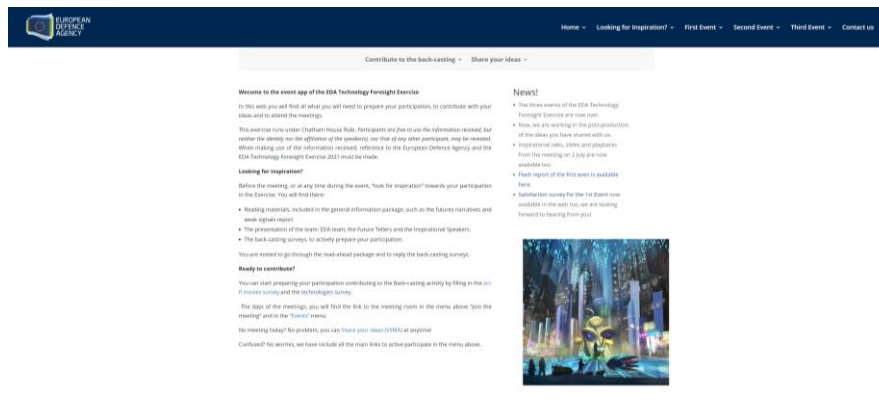 EUROPEAN
DEFENCE
AGENCY
Home
Looking for Inspiration?
First Event
Second Event
Third Event
Contact us
Contribute to the back-casting
Share your ideas
Wecome to the event app of the EDA Technology Foresight Exercise
In this web you will find all what you will need to prepare your participation, to contribute with your
ideas and to attend the meetings.
This exercise runs under Chatham House Rule: Participants are free to use the information received, but
neither the identity nor the affiliation of the speaker(s), nor that of any other participant, may be revealed.
When making use of the information received, reference to the European Defence Agency and the
EDA Technology Foresight Exercise 2021 must be made.
Looking for inspiration?
Before the meeting, or at any time during the event, "look for inspiration" towards your participation
in the Exercise. You will find there:
• Reading materials, included in the general information package, such as the futures narratives and
weak signals report.
• The presentation of the team: EDA team, the Future Tellers and the Inspirational Speakers.
• The back-casting surveys, to actively prepare your participation.
You are invited to go through the read-ahead package and to reply the back-casting surveys.
Ready to contribute?
You can start preparing your participation contributing to the Back-casting activity by filling in the sci-
fi movies survey and the technologies survey.
The days of the meetings, you will find the link to the meeting room in the menu above "Join the
meeting" and in the "Events" menu.
No meeting today? No problem, you can Share your ideas (VIIMA) at anytime!
Confused? No worries, we have include all the main links to active participate in the menu above.
News!
• The three events of the EDA Technology
Foresight Exercise are now over.
• Now, we are working in the post-production
of the ideas you have shared with us.
• Inspirational talks, slides and playbacks
from the meeting on 2 July are now
available too.
• Flash report of the first even is available
here.
• Satisfaction survey for the 1st Event now
available in the web too, we are looking
forward to hearing from you!